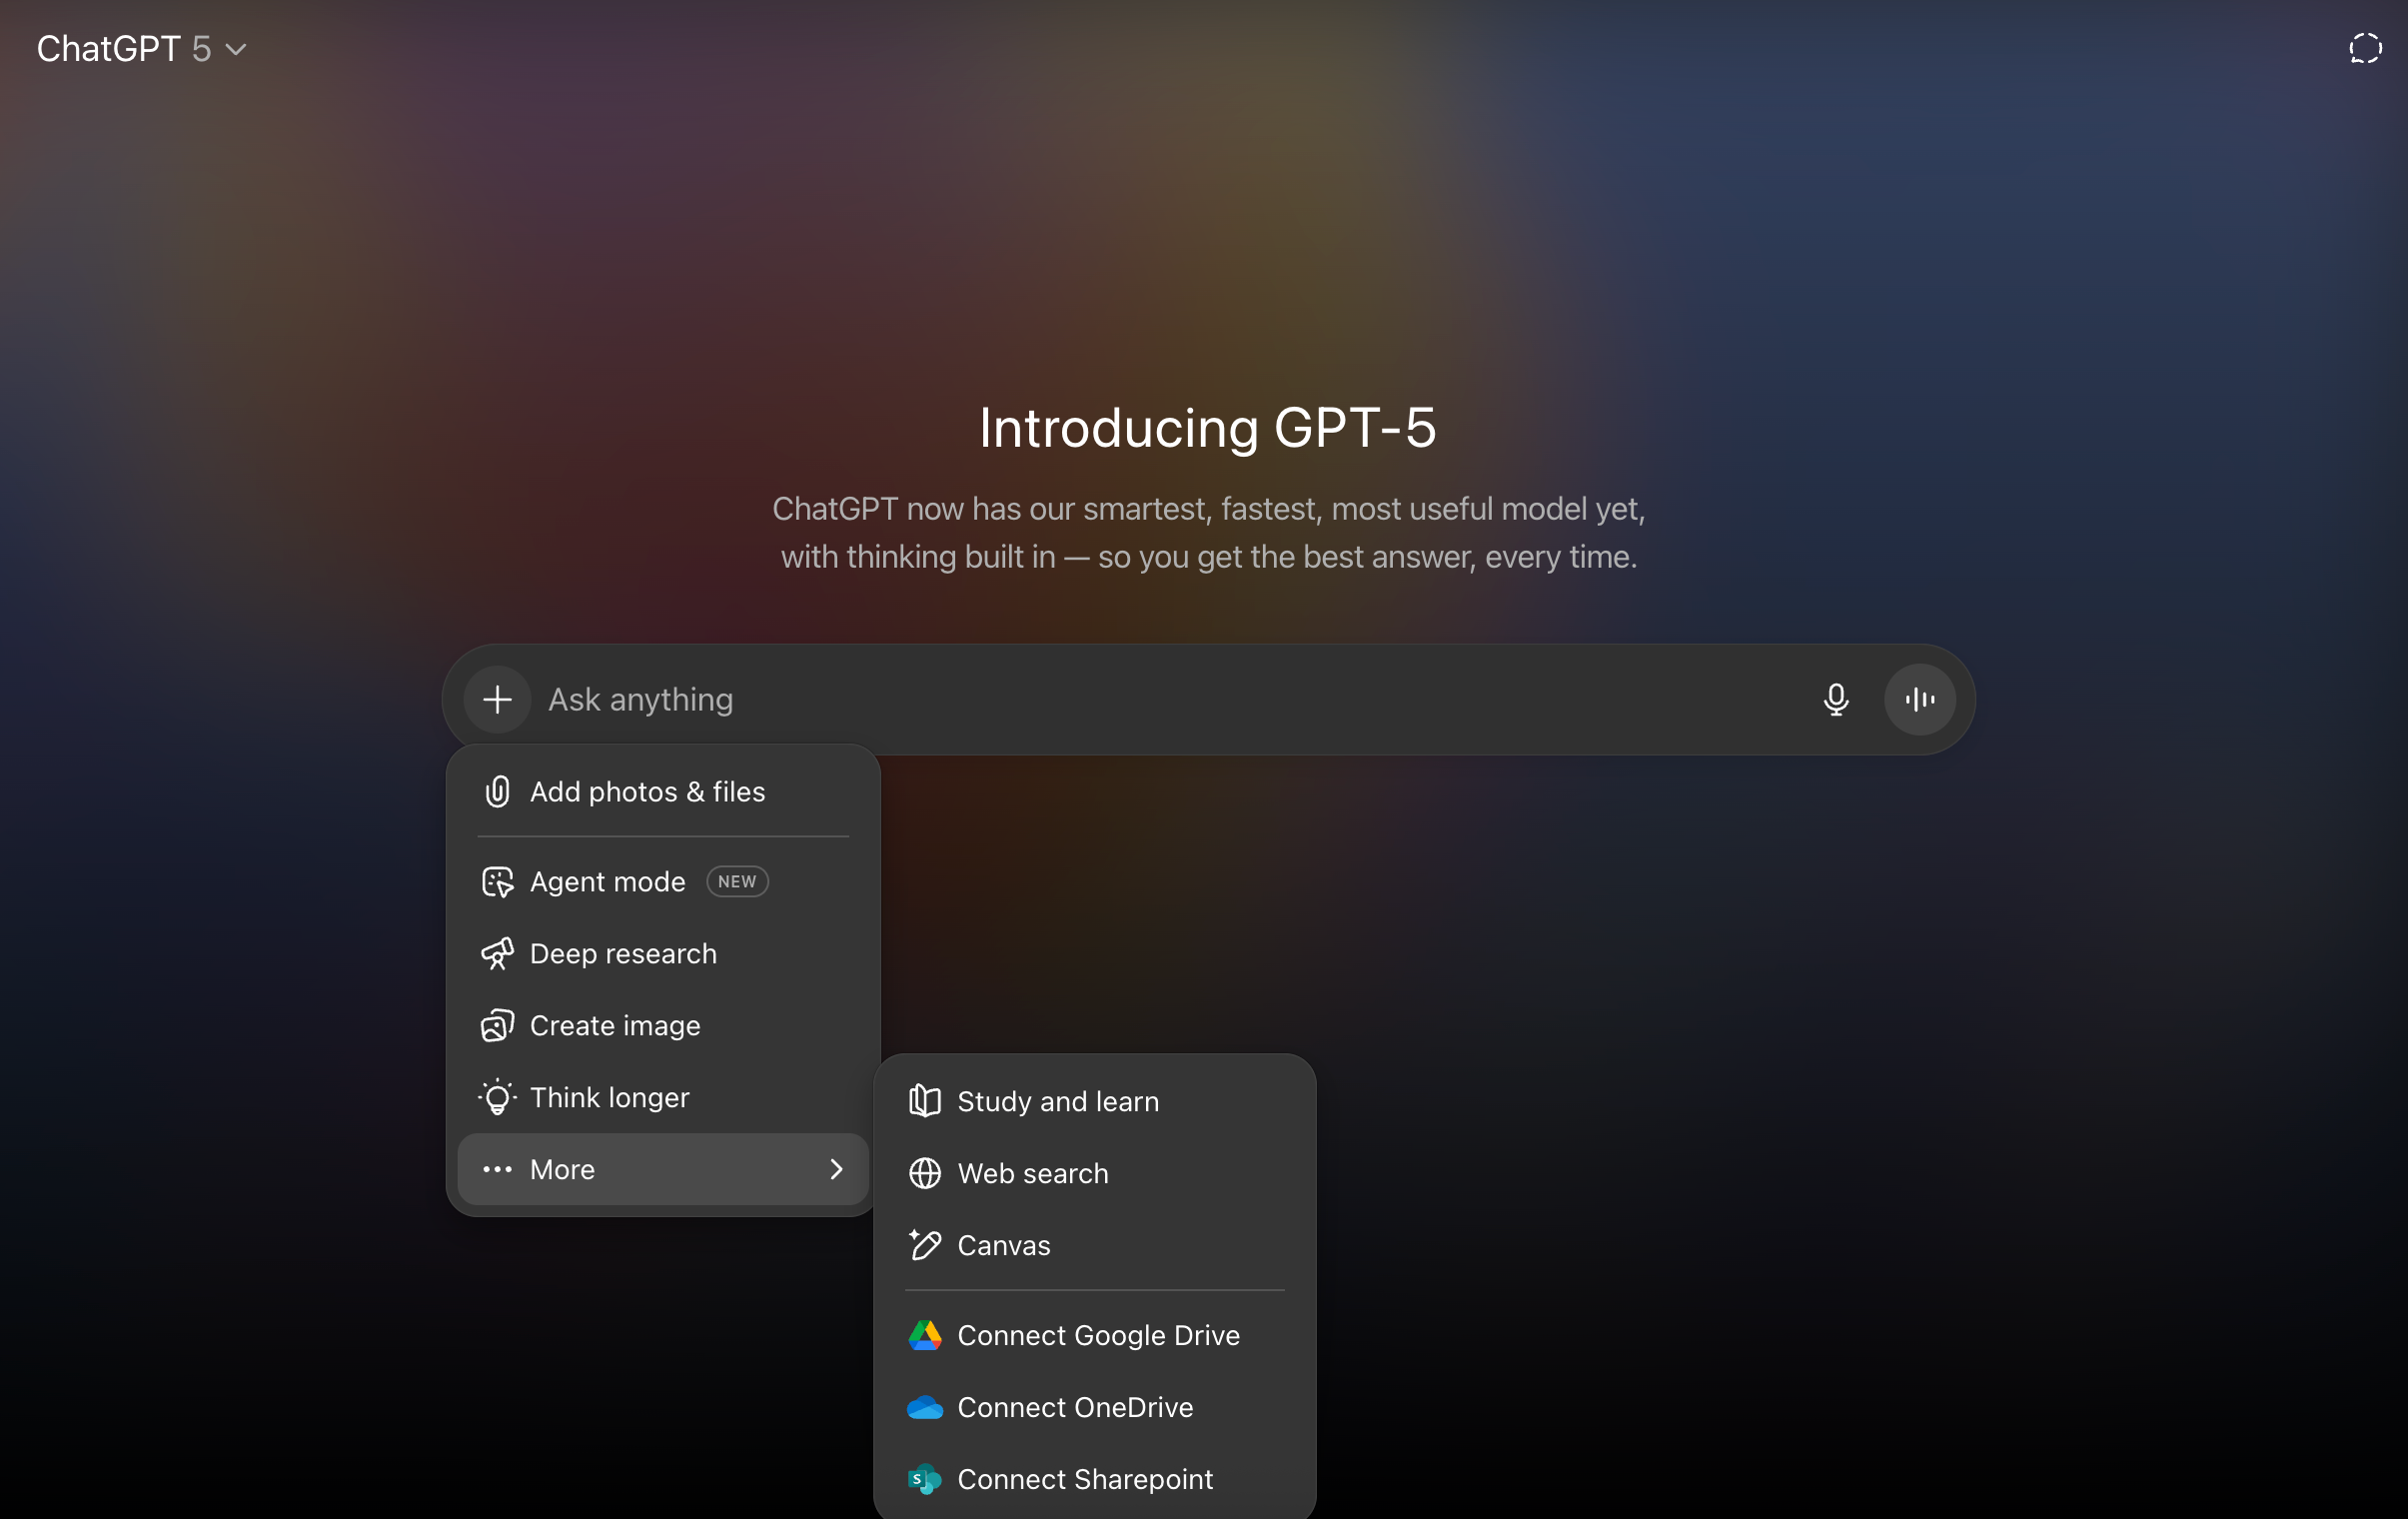 ChatGPT 5
Introducing GPT-5
ChatGPT now has our smartest, fastest, most useful model yet,
with thinking built in — so you get the best answer, every time.
Ask anything
Add photos & files
Agent mode NEW
Deep research
Create image
Think longer
More
Study and learn
Web search
Canvas
Connect Google Drive
Connect OneDrive
S Connect Sharepoint